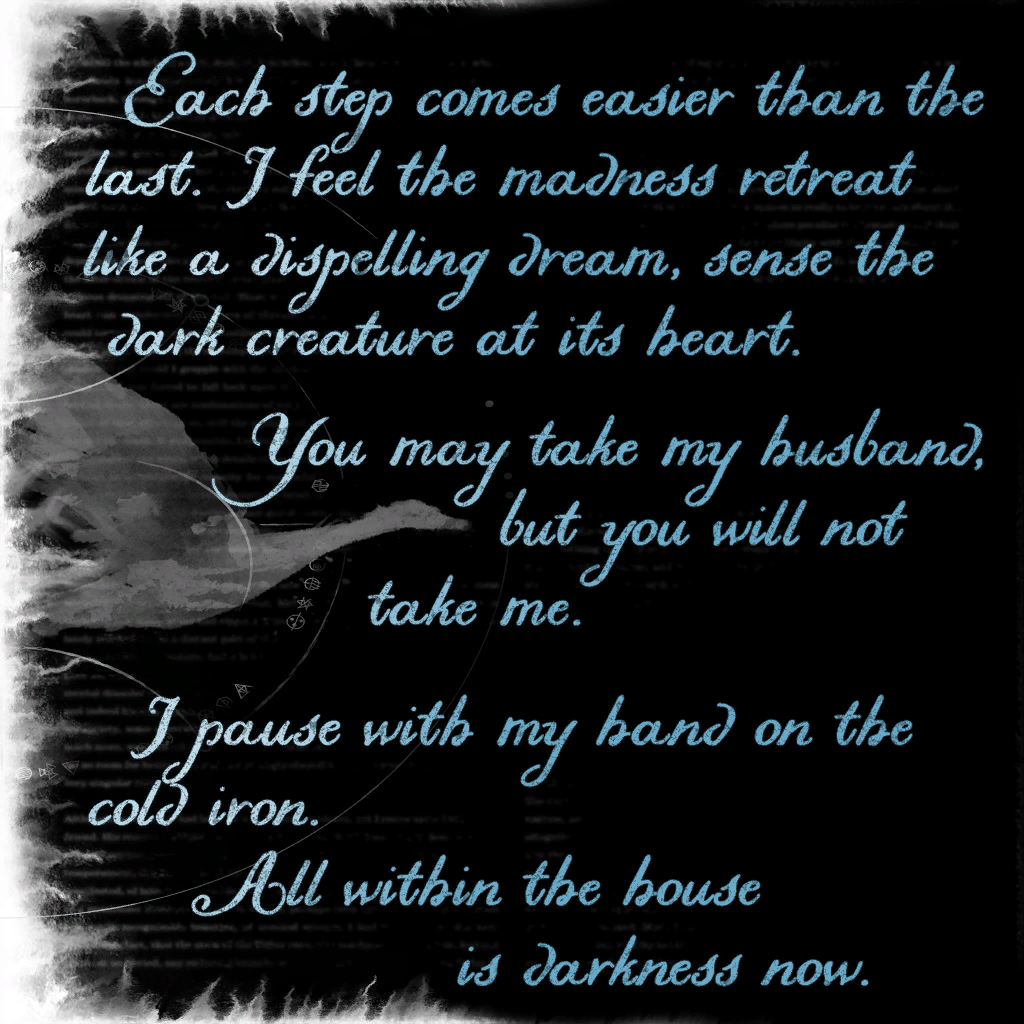 Each step comes easier than the
last. I feel the madness retreat
like a dispelling dream, sense the
dark creature at its heart.
You may take my husband,
but you will not
take me.
I pause with my hand on the
cold iron.
All within the house
is darkness now.